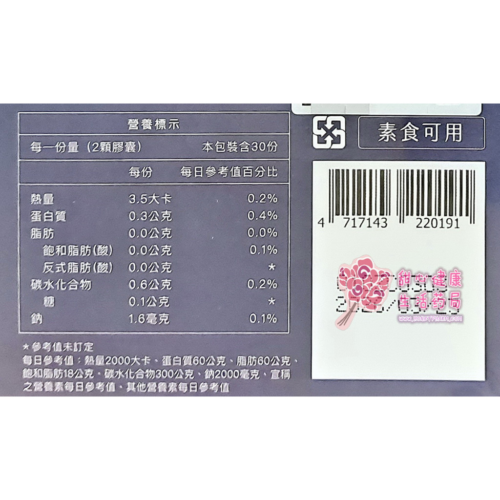 營養標示
每一份量（2顆膠囊） 本包裝含30份
每份 每日參考值百分比
熱量 3.5大卡 0.2%
蛋白質 0.3公克 0.4%
脂肪 0.0公克 0.0%
飽和脂肪(酸) 0.0公克 0.1%
反式脂肪(酸) 0.0公克 *
碳水化合物 0.6公克 0.2%
糖 0.1公克 *
鈉 1.6毫克 0.1%
*參考值未訂定
每日參考值：熱量2000大卡、蛋白質60公克、脂肪60公克、
飽和脂肪18公克、碳水化合物300公克、鈉2000毫克，宣稱
之營養素每日參考值、其他營養素每日參考值
素食可用
4 717143 220191
健康
藥局